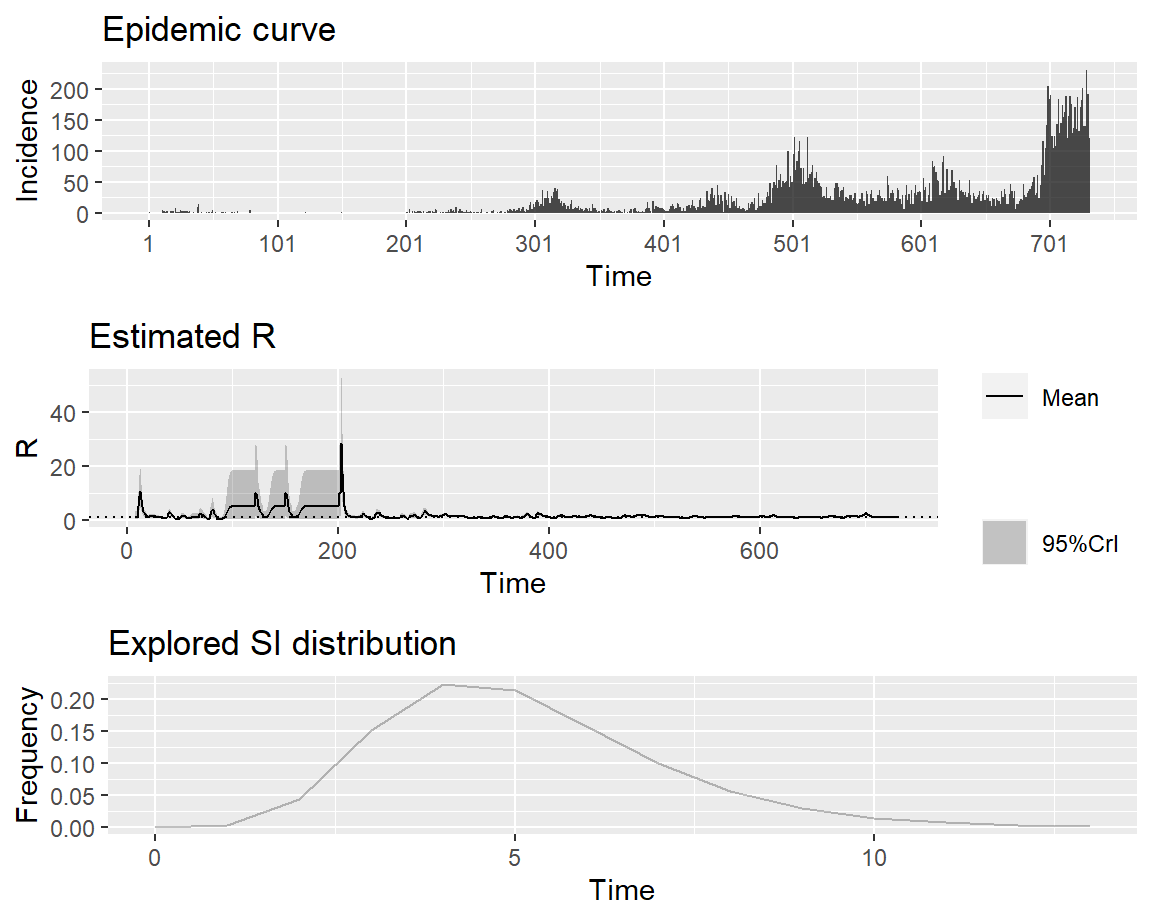 Epidemic curve
200
150
100
50
0
Incidence
1 101 201 301 401 501 601 701
Time
Estimated R
40
20
0
R
0 200 400 600
Time
Mean
95%CrI
Explored SI distribution
0.20
0.15
0.10
0.05
0.00
Frequency
0 5 10
Time